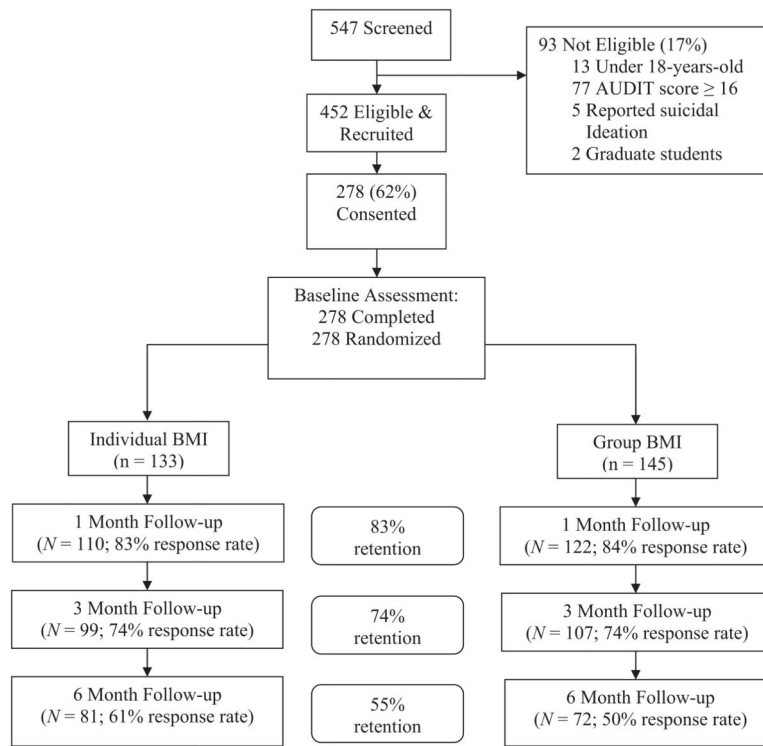 547 Screened
93 Not Eligible (17%)
13 Under 18-years-old
77 AUDIT score ≥ 16
5 Reported suicidal
Ideation
2 Graduate students
452 Eligible &
Recruited
278 (62%)
Consented
Baseline Assessment:
278 Completed
278 Randomized
Individual BMI
(n = 133)
Group BMI
(n = 145)
1 Month Follow-up
(N = 110; 83% response rate)
83%
retention
1 Month Follow-up
(N = 122; 84% response rate)
3 Month Follow-up
(N = 99; 74% response rate)
74%
retention
3 Month Follow-up
(N = 107; 74% response rate)
6 Month Follow-up
(N = 81; 61% response rate)
55%
retention
6 Month Follow-up
(N = 72; 50% response rate)